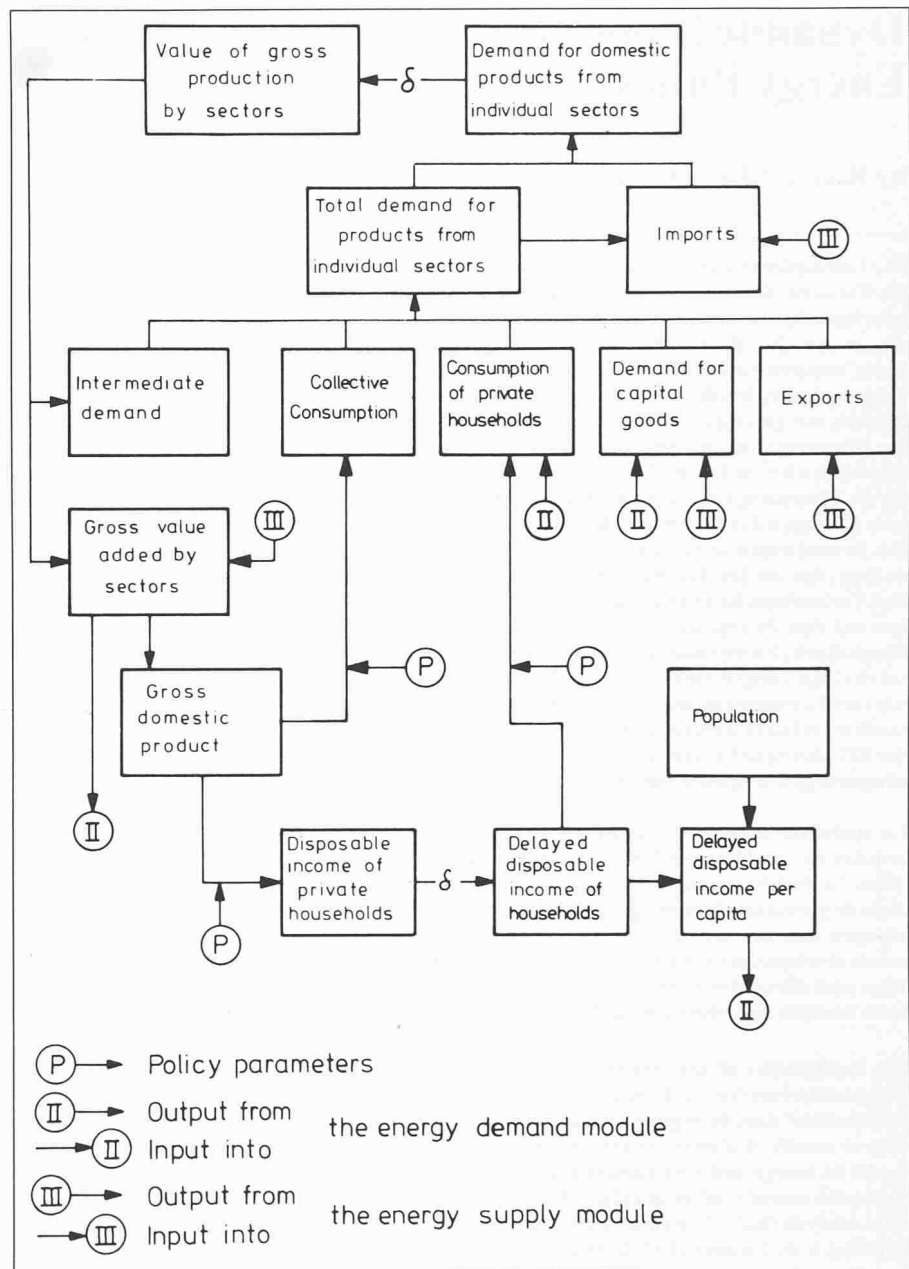 Value of gross
production
by sectors
δ
Demand for domestic
products from
individual sectors
Total demand for
products from
individual sectors
Imports
III
Intermediate
demand
Collective
Consumption
Consumption
of private
households
Demand for
capital
goods
Exports
II
II
III
III
Gross value
added by
sectors
III
P
P
Gross
domestic
product
Population
II
Disposable
income of
private
households
δ
Delayed
disposable
income of
households
Delayed
disposable
income per
capita
P
II
P Policy parameters
II Output from
II Input into
the energy demand module
III Output from
III Input into
the energy supply module